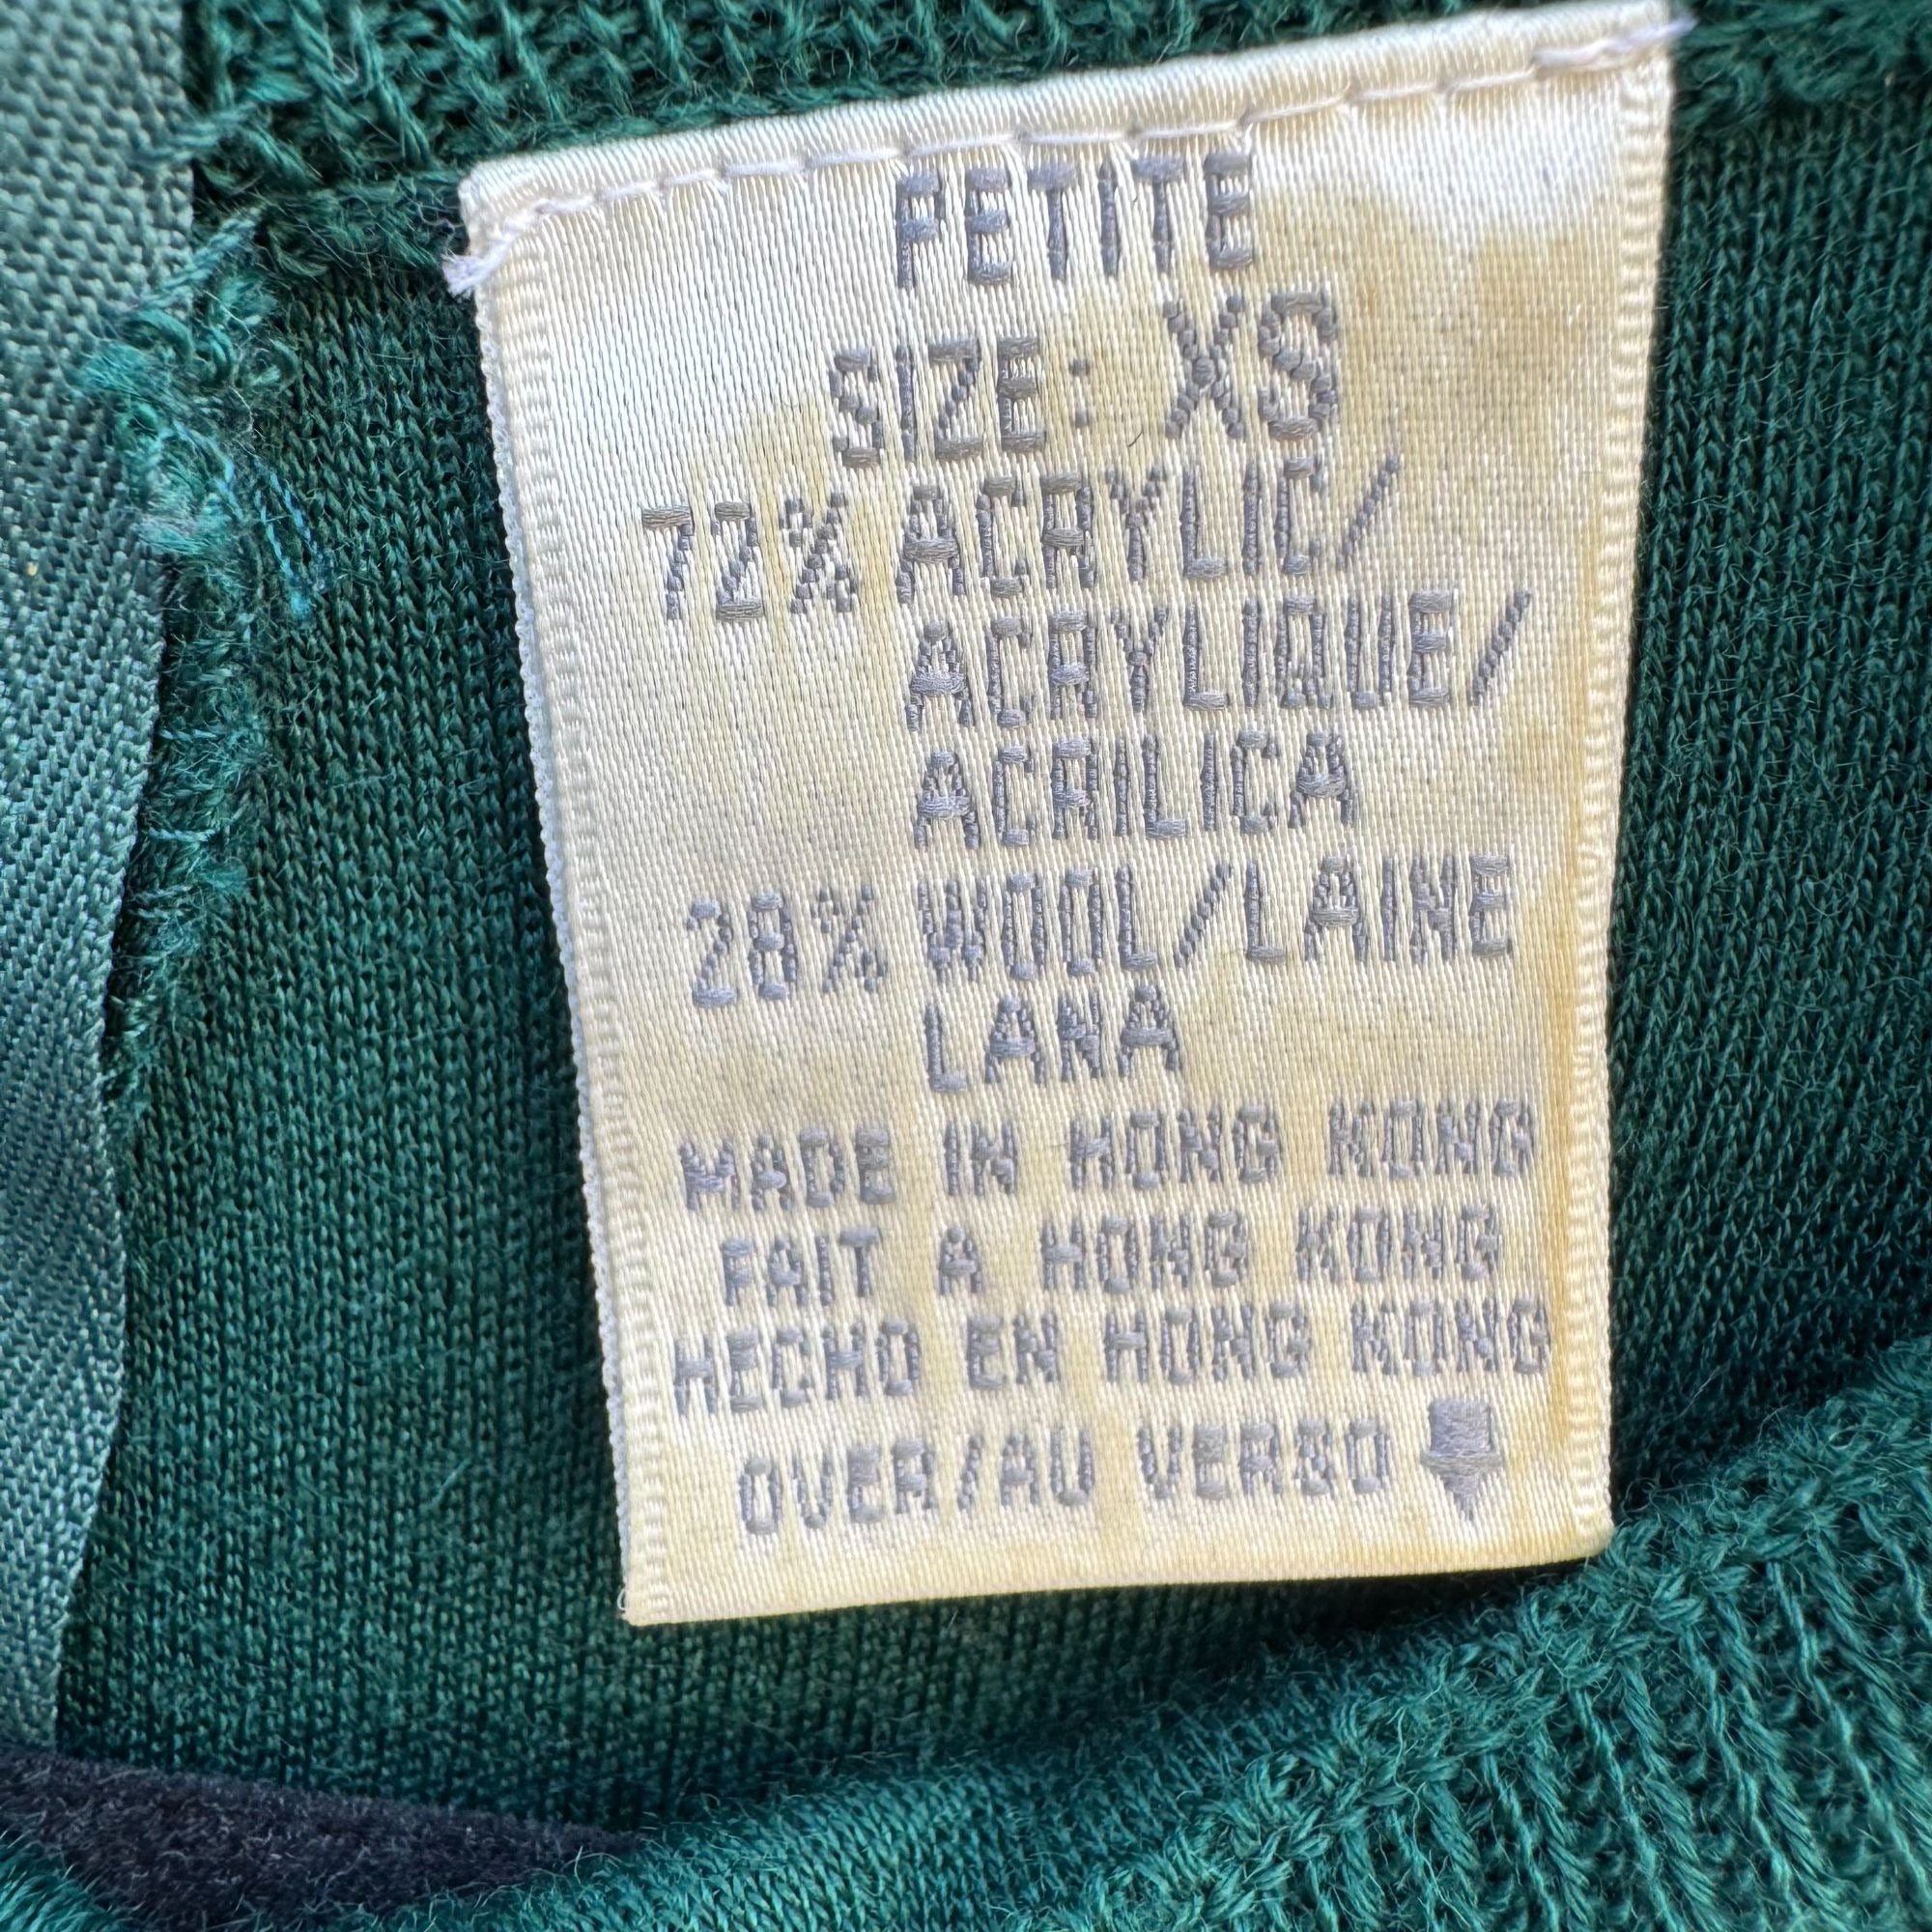 PETITE
SIZE: XS
72% ACRYLIC/
ACRYLIQUE/
ACRILICA
28% WOOL/LAINE
LANA
MADE IN HONG KONG
FAIT A HONG KONG
HECHO EN HONG KONG
OVER/AU VERSO